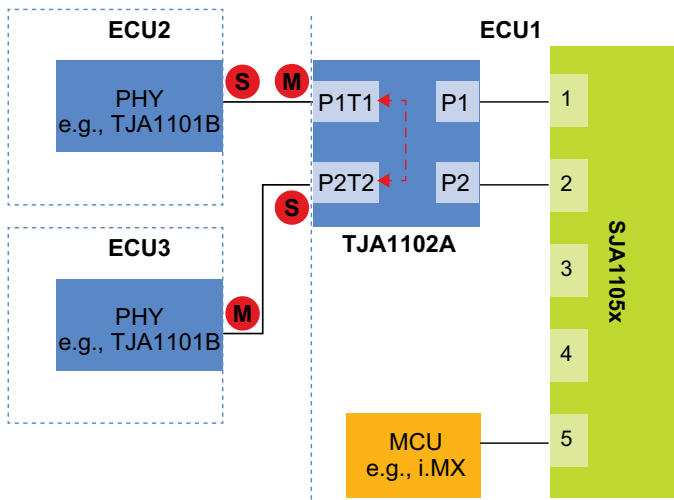 ECU2
ECU1
S
M
PHY
e.g., TJA1101B
P1T1
P1
1
P2T2
P2
2
S
TJA1102A
ECU3
3
SJA1105x
M
PHY
e.g., TJA1101B
4
MCU
e.g., i.MX
5